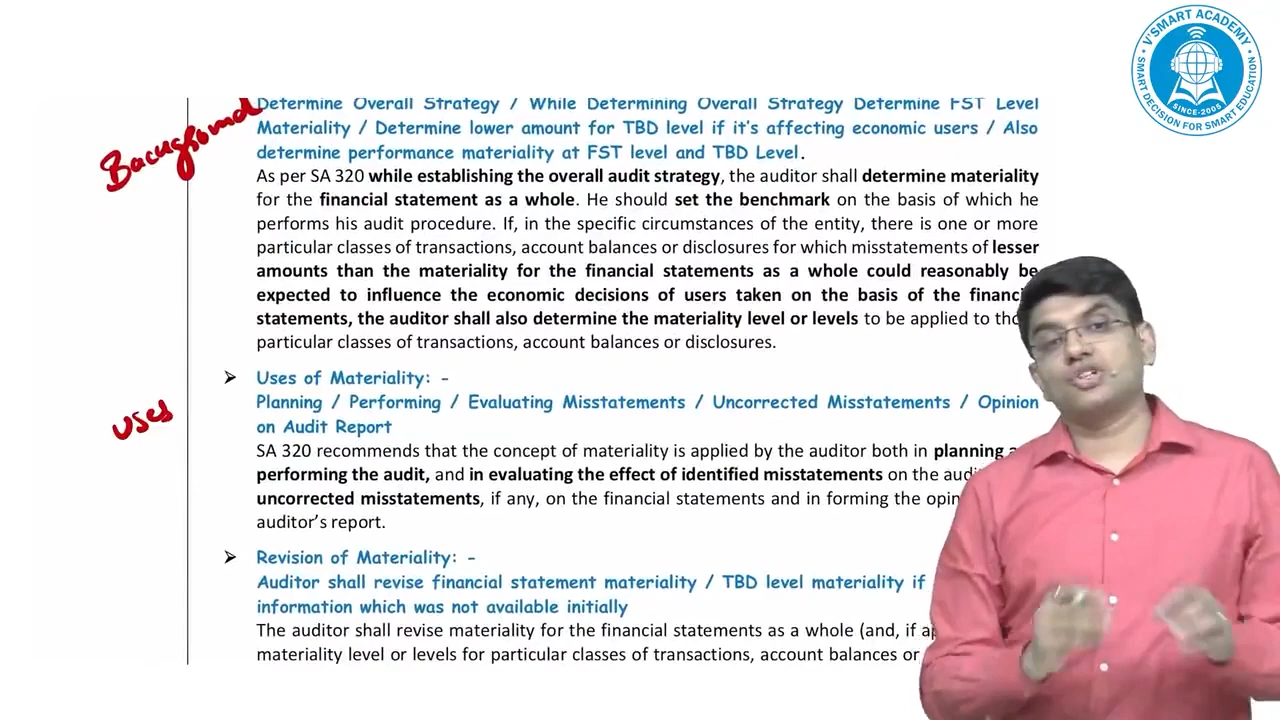 V'SMART ACADEMY
SMART DECISION FOR SMART EDUCATION
SINCE-2005
Background
Determine Overall Strategy / While Determining Overall Strategy Determine FST Level
Materiality / Determine lower amount for TBD level if it's affecting economic users / Also
determine performance materiality at FST level and TBD Level.
As per SA 320 while establishing the overall audit strategy, the auditor shall determine materiality
for the financial statement as a whole. He should set the benchmark on the basis of which he
performs his audit procedure. If, in the specific circumstances of the entity, there is one or more
particular classes of transactions, account balances or disclosures for which misstatements of lesser
amounts than the materiality for the financial statements as a whole could reasonably be
expected to influence the economic decisions of users taken on the basis of the
statements, the auditor shall also determine the materiality level or levels to be applied to
particular classes of transactions, account balances or disclosures.
➢ Uses of Materiality: -
Uses
Planning / Performing / Evaluating Misstatements / Uncorrected Misstatements / Opinion
on Audit Report
SA 320 recommends that the concept of materiality is applied by the auditor both in planning
performing the audit, and in evaluating the effect of identified misstatements on the
uncorrected misstatements, if any, on the financial statements and in forming the
auditor's report.
➢ Revision of Materiality: -
Auditor shall revise financial statement materiality / TBD level materiality if
information which was not available initially
The auditor shall revise materiality for the financial statements as a whole (and, if
materiality level or levels for particular classes of transactions, account balances or